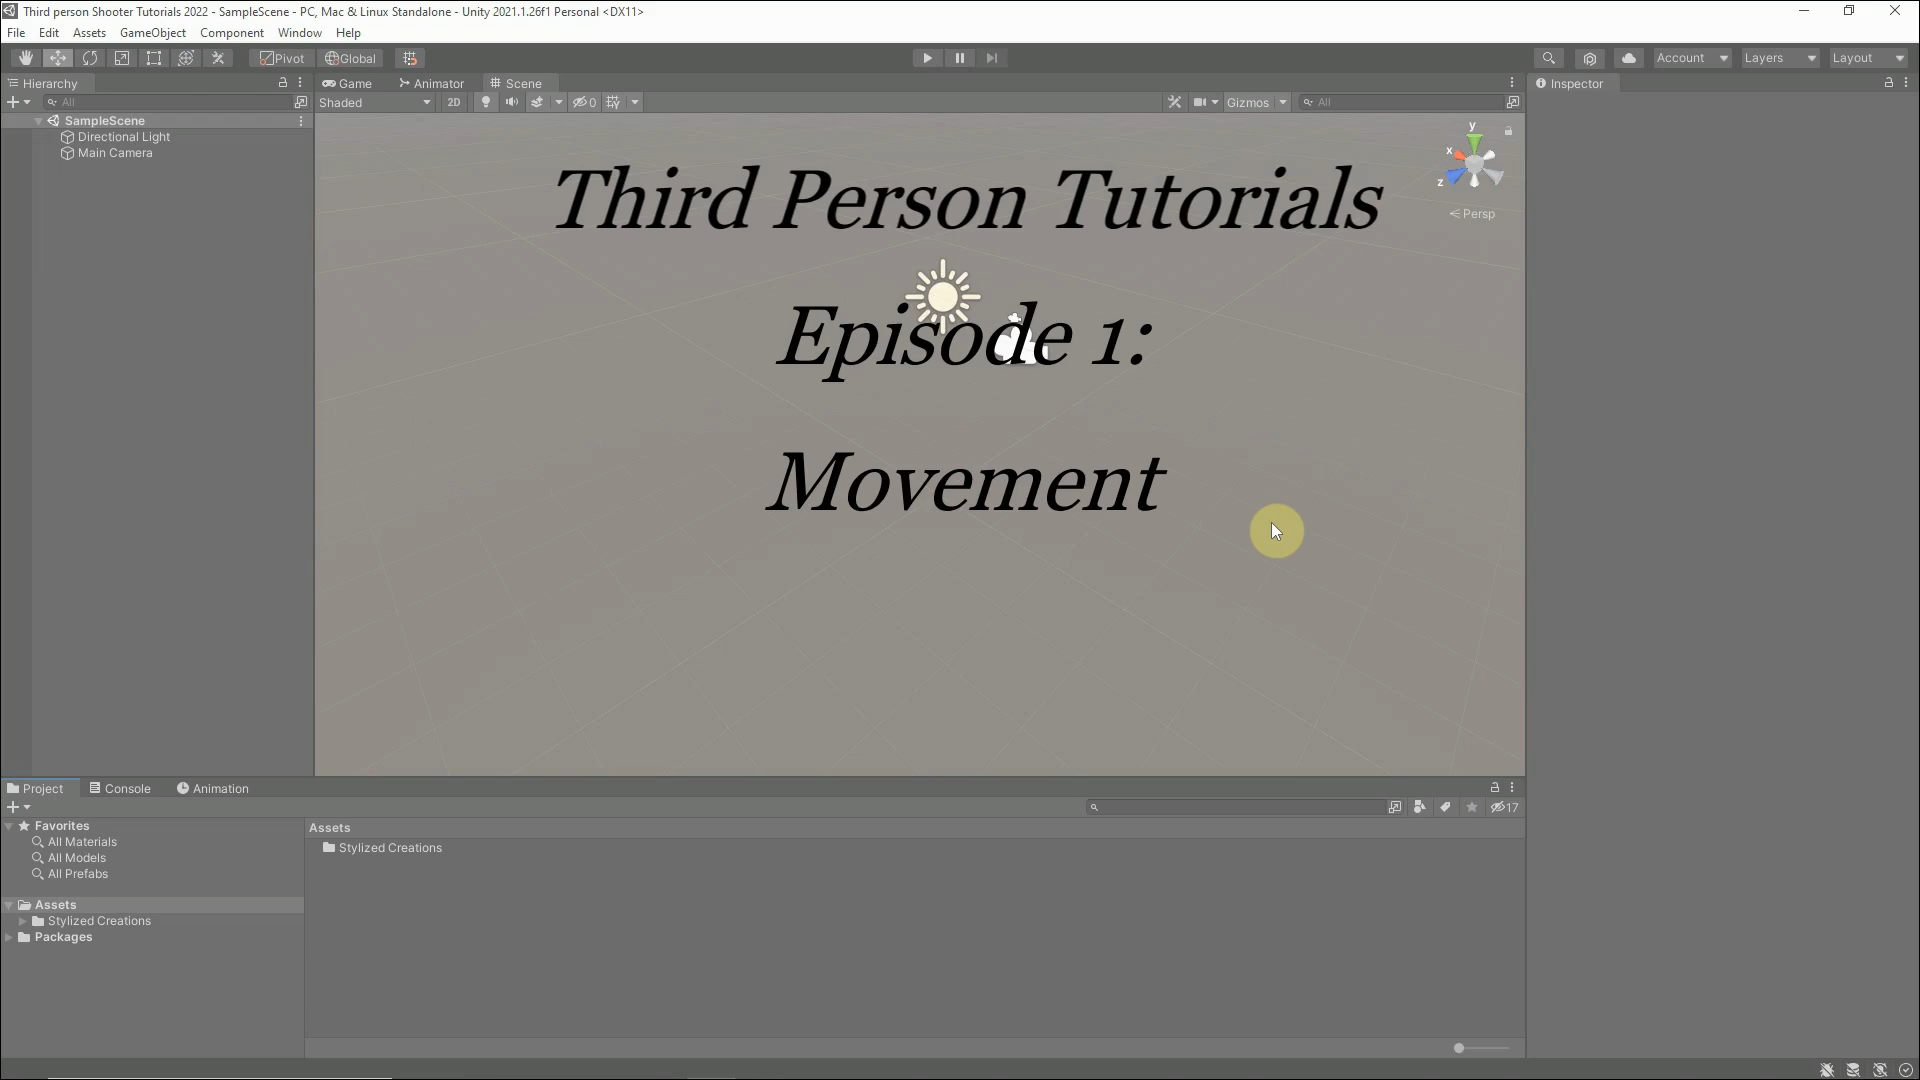 Third person Shooter Tutorials 2022 - SampleScene - PC, Mac & Linux Standalone - Unity 2021.1.26f1 Personal <DX11>
File Edit Assets GameObject Component Window Help
Pivot Global Account Layers Layout
Hierarchy
All
SampleScene
Directional Light
Main Camera
Game Animator Scene
Shaded 2D 0 Gizmos All
y
x
z
Persp
Third Person Tutorials
Episode 1:
Movement
Inspector
Project Console Animation
17
Favorites
All Materials
All Models
All Prefabs
Assets
Stylized Creations
Packages
Assets
Stylized Creations